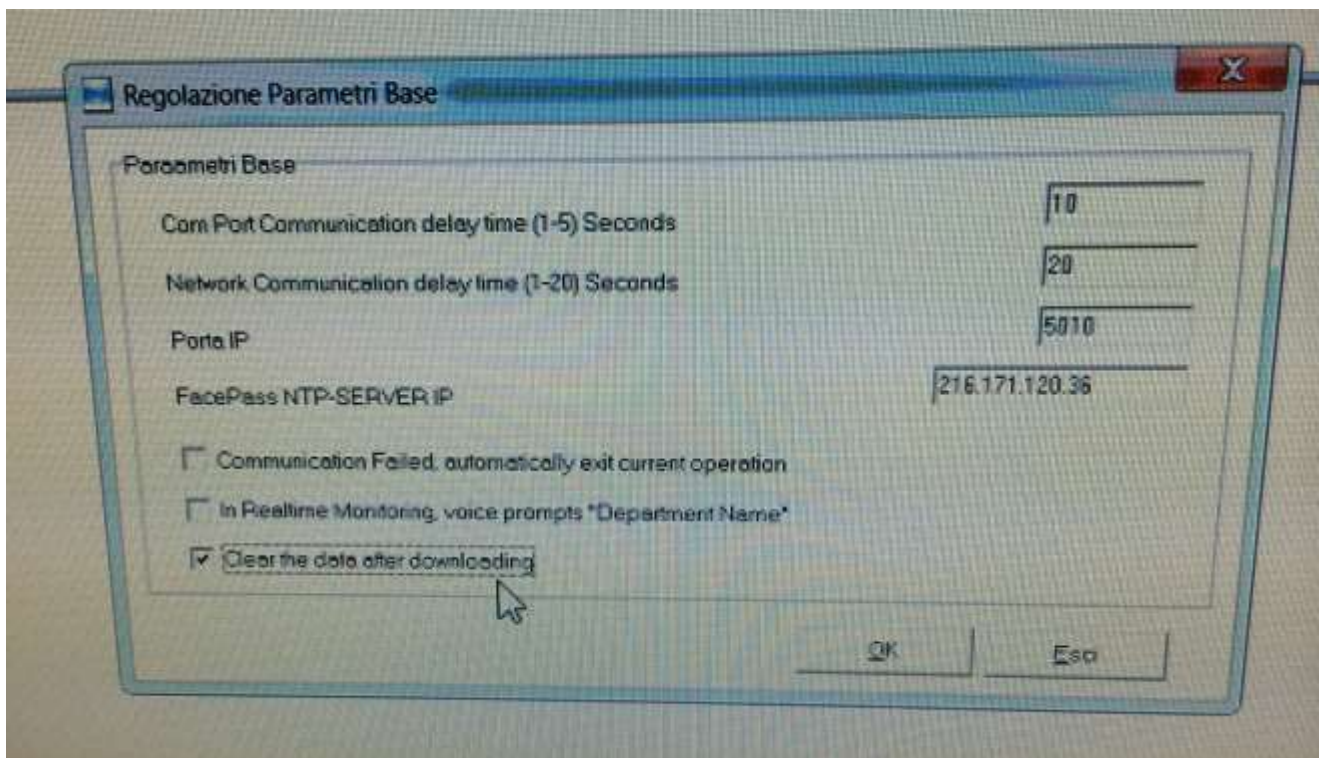 Regolazione Parametri Base
Paraametri Base
Com Port Communication delay time (1-5) Seconds
10
Network Communication delay time (1-20) Seconds
20
Porta IP
5010
FacePass NTP-SERVER IP
216.171.120.36
Communication Failed, automatically exit current operation
In Realtime Monitoring, voice prompts "Department Name"
Clear the data after downloading
OK
Esci